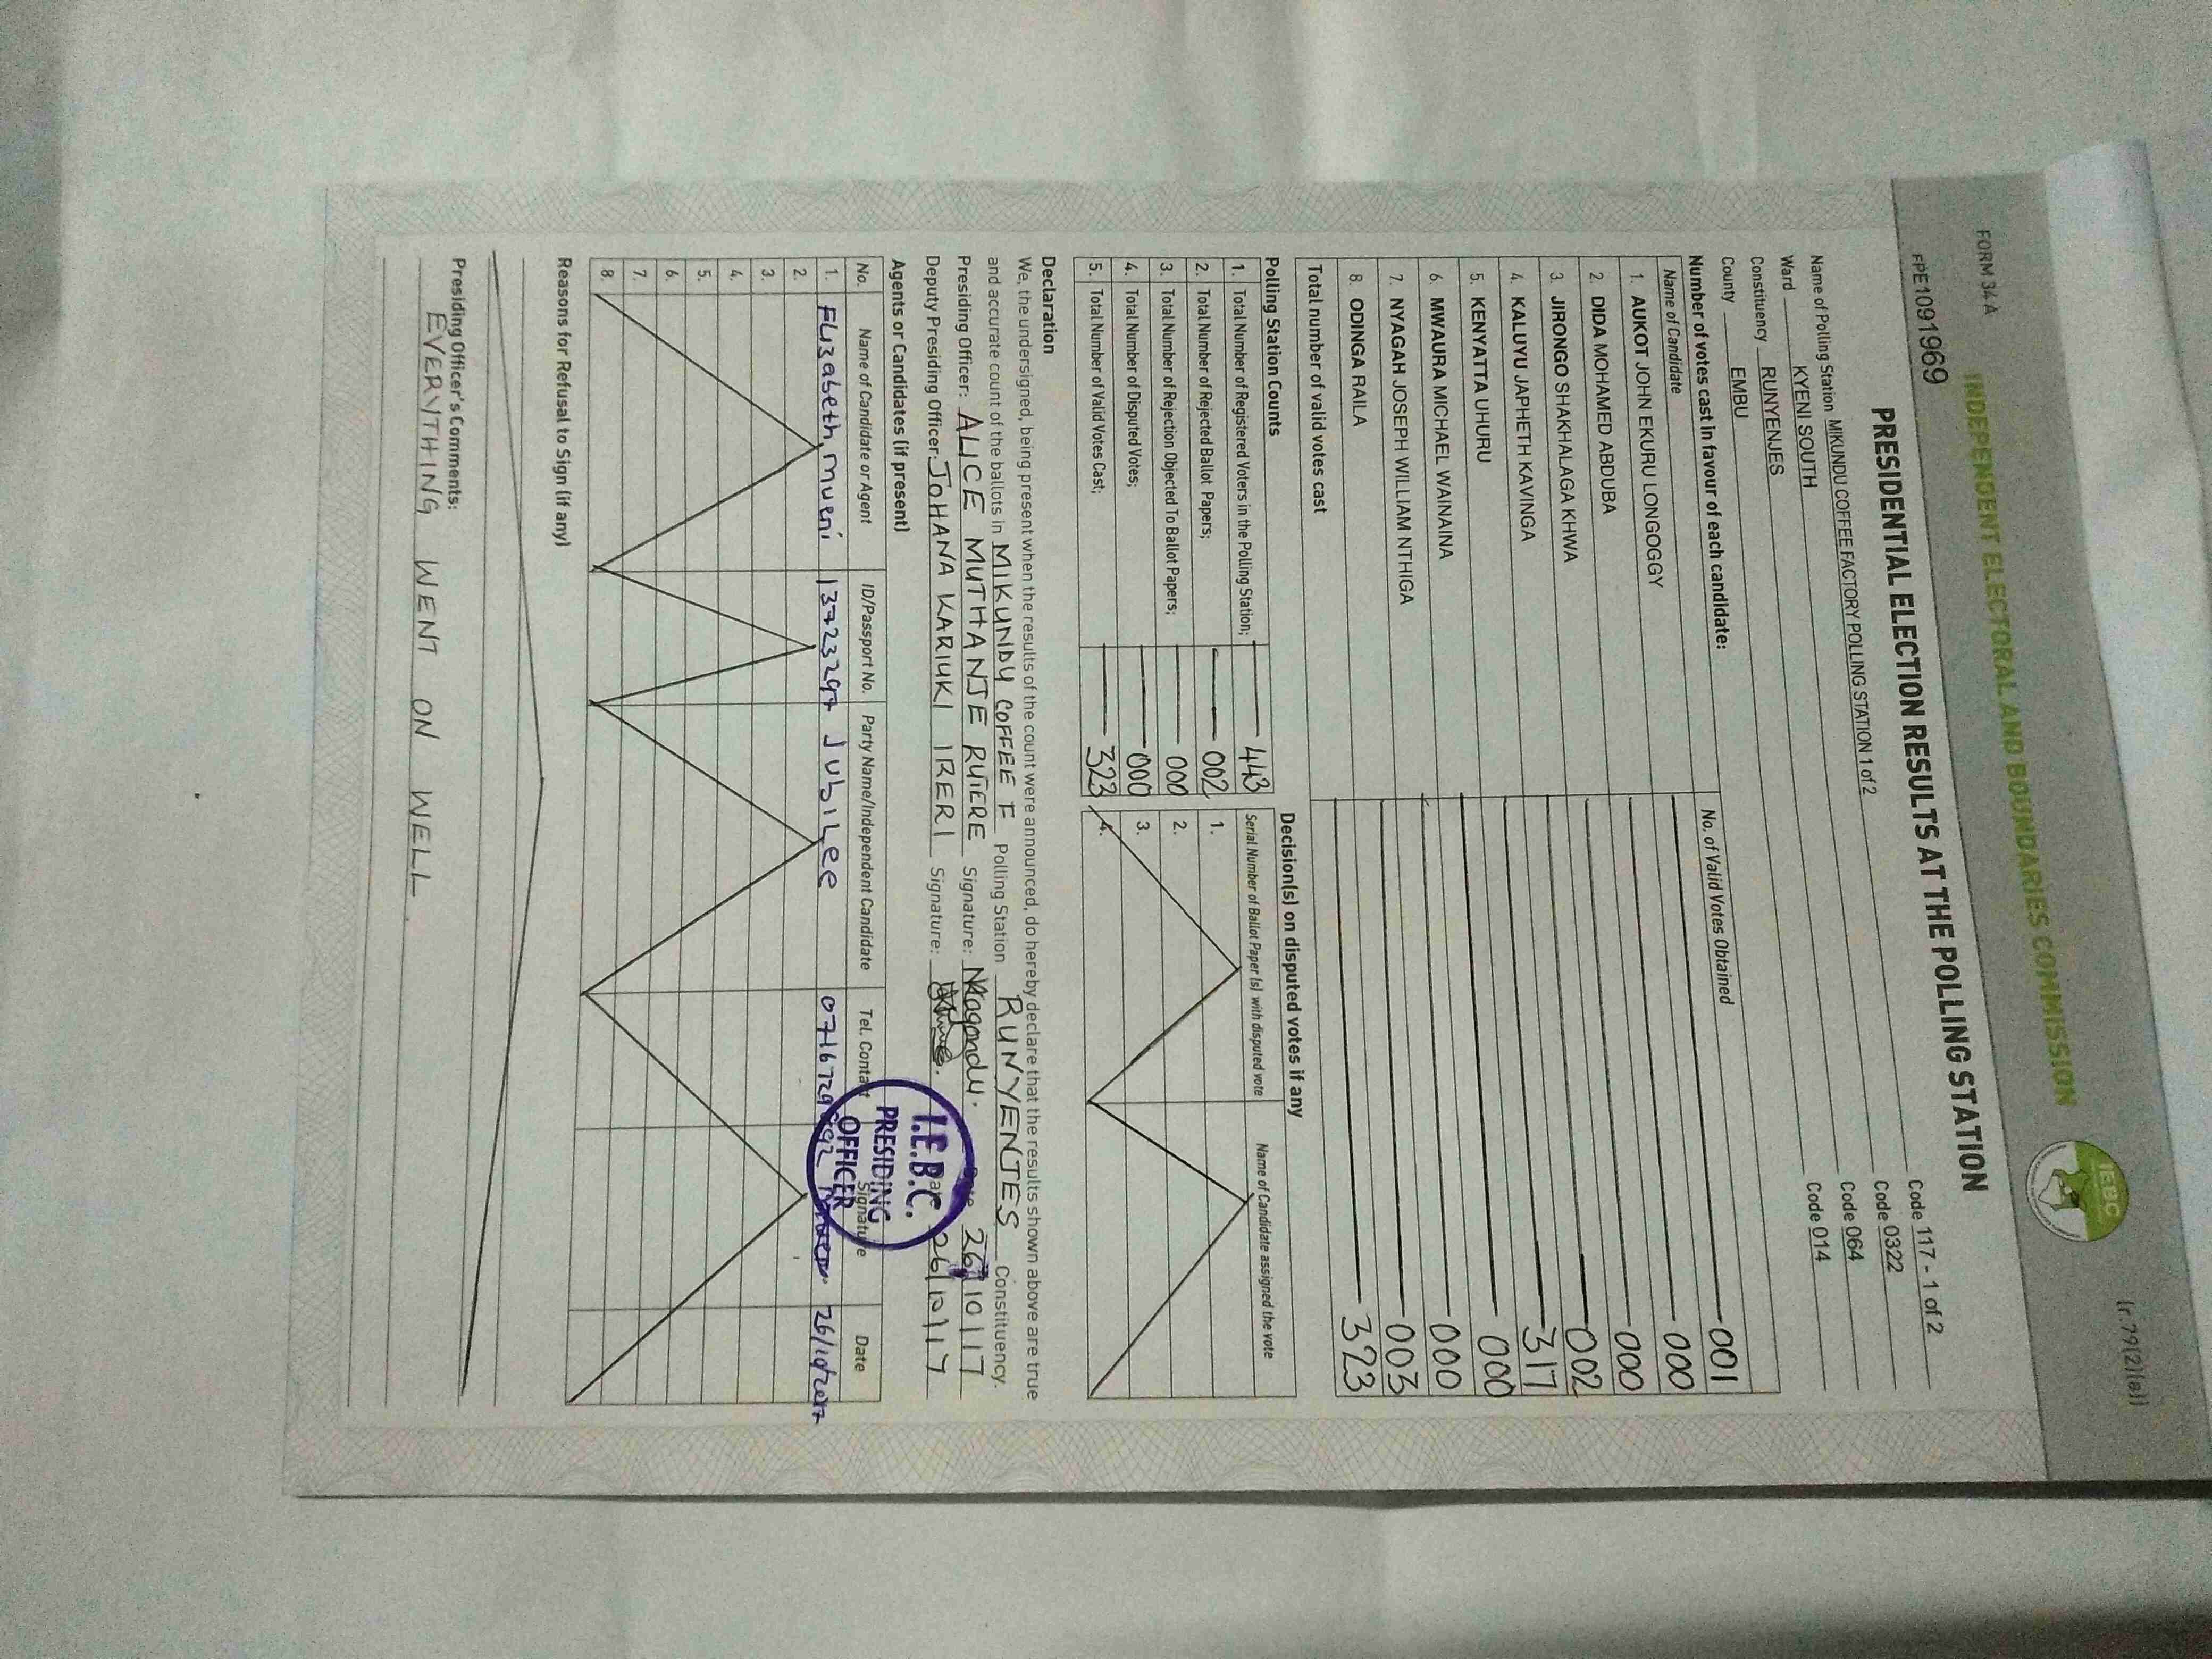 FORM 34A
(r.79(2)(a))
INDEPENDENT ELECTORAL AND BOUNDARIES COMMISSION
IEBC
FPE1091969
PRESIDENTIAL ELECTION RESULTS AT THE POLLING STATION
Name of Polling Station MIKUNDU COFFEE FACTORY POLLING STATION 1 of 2 Code 117 - 1 of 2
Ward KYENI SOUTH Code 0322
Constituency RUNYENJES Code 064
County EMBU Code 014
Number of votes cast in favour of each candidate:
Name of Candidate No. of Valid Votes Obtained
1. AUKOT JOHN EKURU LONGOGGY 001
2. DIDA MOHAMED ABDUBA 000
3. JIRONGO SHAKHALAGA KHWA 000
4. KALUYU JAPHETH KAVINGA 002
5. KENYATTA UHURU 317
6. MWAURA MICHAEL WAINAINA 000
7. NYAGAH JOSEPH WILLIAM NTHIGA 000
8. ODINGA RAILA 003
Total number of valid votes cast 323
Polling Station Counts
1. Total Number of Registered Voters in the Polling Station; 443
2. Total Number of Rejected Ballot Papers; 002
3. Total Number of Rejection Objected To Ballot Papers; 000
4. Total Number of Disputed Votes; 000
5. Total Number of Valid Votes Cast; 323
Decision(s) on disputed votes if any
Serial Number of Ballot Paper (s) with disputed vote Name of Candidate assigned the vote
1.
2.
3.
4.
Declaration
We, the undersigned, being present when the results of the count were announced, do hereby declare that the results shown above are true
and accurate count of the ballots in MIKUNDU COFFEE F Polling Station RUNYENJES Constituency.
Presiding Officer: ALICE MUTHANJE RUTERE Signature: Date 26/10/17
Deputy Presiding Officer: JOHANA KARIUKI IRERI Signature: Date 26/10/17
I.E.B.C.
PRESIDING
OFFICER
Agents or Candidates (if present)
No. Name of Candidate or Agent ID/Passport No. Party Name/Independent Candidate Tel. Contact Signature Date
1. ELIzabeth mueni 13723297 JubiLee 26/10/2017
2.
3.
4.
5.
6.
7.
8.
Reasons for Refusal to Sign (if any)
Presiding Officer's Comments:
EVERYTHING WENT ON WELL.